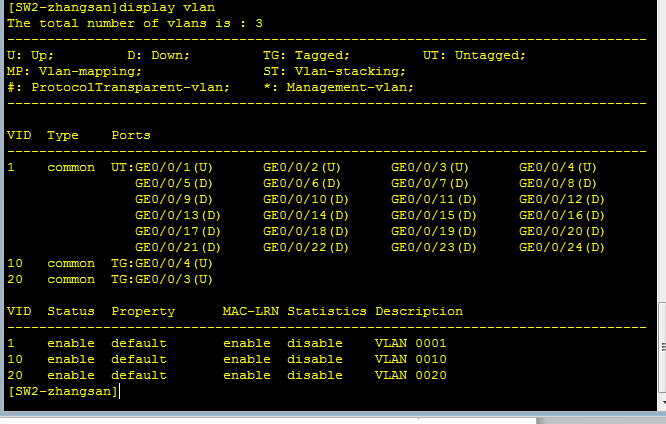 [SW2-zhangsan]display vlan
The total number of vlans is : 3
--------------------------------------------------------------------------------
U: Up;         D: Down;         TG: Tagged;         UT: Untagged;
MP: Vlan-mapping;               ST: Vlan-stacking;
#: ProtocolTransparent-vlan;    *: Management-vlan;
--------------------------------------------------------------------------------
VID  Type    Ports
--------------------------------------------------------------------------------
1    common  UT:GE0/0/1(U)      GE0/0/2(U)      GE0/0/3(U)      GE0/0/4(U)
                GE0/0/5(D)      GE0/0/6(D)      GE0/0/7(D)      GE0/0/8(D)
                GE0/0/9(D)      GE0/0/10(D)     GE0/0/11(D)     GE0/0/12(D)
                GE0/0/13(D)     GE0/0/14(D)     GE0/0/15(D)     GE0/0/16(D)
                GE0/0/17(D)     GE0/0/18(D)     GE0/0/19(D)     GE0/0/20(D)
                GE0/0/21(D)     GE0/0/22(D)     GE0/0/23(D)     GE0/0/24(D)
10   common  TG:GE0/0/4(U)
20   common  TG:GE0/0/3(U)
VID  Status  Property      MAC-LRN Statistics Description
--------------------------------------------------------------------------------
1    enable  default       enable  disable    VLAN 0001
10   enable  default       enable  disable    VLAN 0010
20   enable  default       enable  disable    VLAN 0020
[SW2-zhangsan]